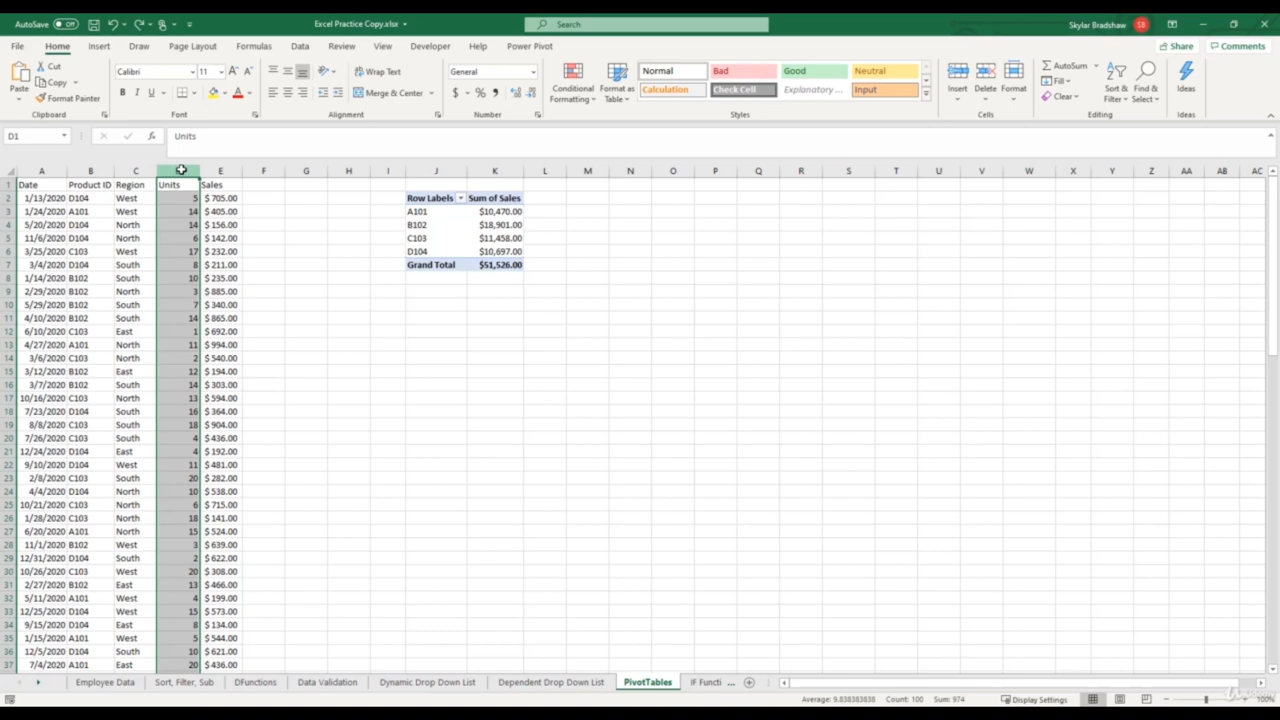 AutoSave Off Excel Practice Copy.xlsx Search Skylar Bradshaw SB
File Home Insert Draw Page Layout Formulas Data Review View Developer Help Power Pivot Share Comments
Paste Cut Copy Format Painter Clipboard
Calibri 11 B I U Font
Wrap Text Merge & Center Alignment
General $ % Number
Conditional Formatting Format as Table
Normal Bad Good Neutral
Calculation Check Cell Explanatory ... Input
Styles
Insert Delete Format Cells
AutoSum Fill Clear Sort & Filter Find & Select Editing
Ideas Ideas
D1 fx Units
A B C E F G H I J K L M N O P Q R S T U V W X Y Z AA AB AC
1 Date Product ID Region Units Sales
2 1/13/2020 D104 West 5 $ 705.00 Row Labels Sum of Sales
3 1/24/2020 A101 West 14 $ 405.00 A101 $10,470.00
4 5/20/2020 D104 North 14 $ 156.00 B102 $18,901.00
5 11/6/2020 D104 North 6 $ 142.00 C103 $11,458.00
6 3/25/2020 C103 West 17 $ 232.00 D104 $10,697.00
7 3/4/2020 D104 South 8 $ 211.00 Grand Total $51,526.00
8 1/14/2020 B102 South 10 $ 235.00
9 2/29/2020 B102 North 3 $ 885.00
10 5/29/2020 B102 South 7 $ 340.00
11 4/10/2020 B102 South 14 $ 865.00
12 6/10/2020 C103 East 1 $ 692.00
13 4/27/2020 A101 North 11 $ 994.00
14 3/6/2020 C103 North 2 $ 540.00
15 3/12/2020 B102 East 12 $ 194.00
16 3/7/2020 B102 South 14 $ 303.00
17 10/16/2020 C103 North 13 $ 594.00
18 7/23/2020 D104 South 16 $ 364.00
19 8/8/2020 C103 South 18 $ 904.00
20 7/26/2020 C103 South 4 $ 436.00
21 12/24/2020 D104 East 4 $ 192.00
22 9/10/2020 D104 West 11 $ 481.00
23 2/8/2020 C103 South 20 $ 282.00
24 4/4/2020 D104 North 10 $ 538.00
25 10/21/2020 C103 North 6 $ 715.00
26 1/28/2020 C103 North 18 $ 141.00
27 6/20/2020 A101 North 15 $ 524.00
28 11/1/2020 B102 West 3 $ 639.00
29 12/31/2020 D104 South 2 $ 622.00
30 10/26/2020 C103 West 20 $ 308.00
31 2/27/2020 B102 East 13 $ 466.00
32 5/11/2020 A101 West 4 $ 199.00
33 12/25/2020 D104 West 15 $ 573.00
34 9/15/2020 D104 East 8 $ 134.00
35 1/15/2020 A101 West 5 $ 544.00
36 12/5/2020 D104 South 10 $ 621.00
37 7/4/2020 A101 East 20 $ 436.00
Employee Data Sort, Filter, Sub DFunctions Data Validation Dynamic Drop Down List Dependent Drop Down List PivotTables IF Functi ...
Average: 9.838383838 Count: 100 Sum: 974 Display Settings 100%